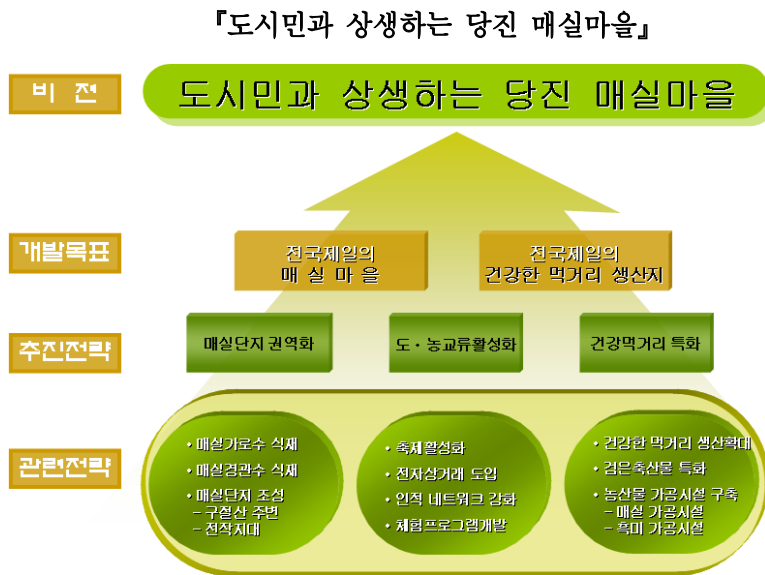 『도시민과 상생하는 당진 매실마을』
비 전
도시민과 상생하는 당진 매실마을
개발목표
전국제일의
매 실 마 을
전국제일의
건강한 먹거리 생산지
추진전략
매실단지 권역화
도·농교류활성화
건강먹거리 특화
관련전략
• 매실가로수 식재
• 매실경관수 식재
• 매실단지 조성
– 구절산 주변
– 전작지대
• 축제활성화
• 전자상거래 도입
• 인적 네트워크 강화
• 체험프로그램개발
• 건강한 먹거리 생산확대
• 검은축산물 특화
• 농산물 가공시설 구축
– 매실 가공시설
– 흑미 가공시설